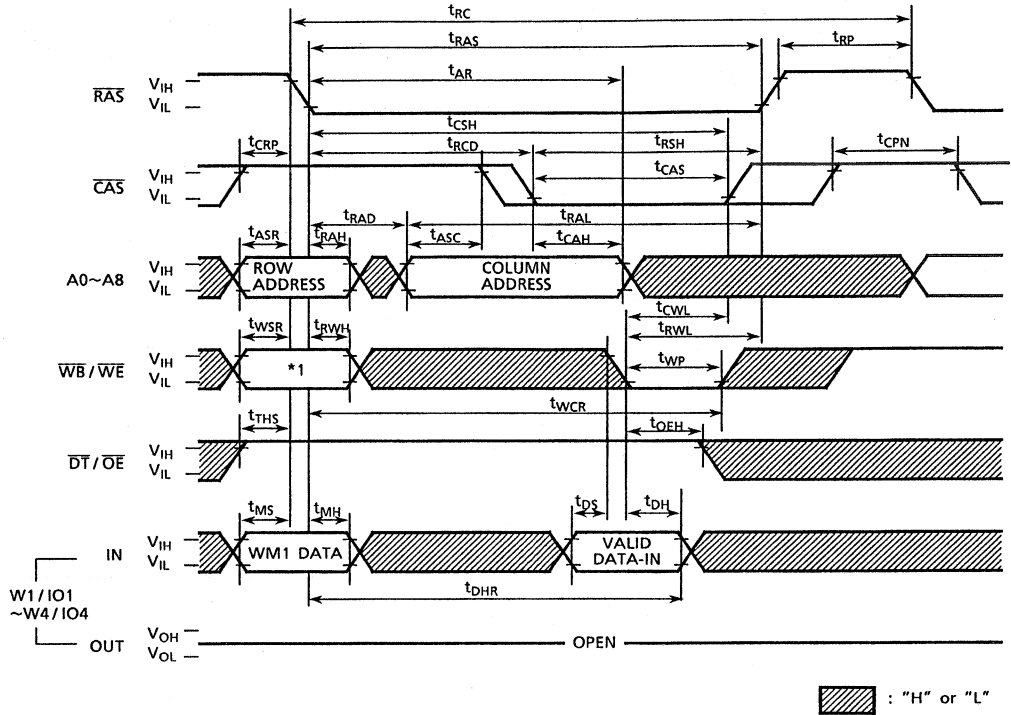 tRC
tRAS
tRP
tAR
RAS
VIH
VIL
tCSH
tCRP
tRCD
tRSH
tCPN
tCAS
CAS
VIH
VIL
tRAD
tRAL
tASR
tRAH
tASC
tCAH
A0~A8
VIH
VIL
ROW
ADDRESS
COLUMN
ADDRESS
tCWL
tRWL
tWSR
tRWH
tWP
WB / WE
VIH
VIL
*1
tWCR
tTHS
tOEH
DT / OE
VIH
VIL
tMS
tMH
tDS
tDH
IN
VIH
VIL
WM1 DATA
VALID
DATA-IN
tDHR
W1 / IO1
~W4 / IO4
OUT
VOH
VOL
OPEN
: "H" or "L"